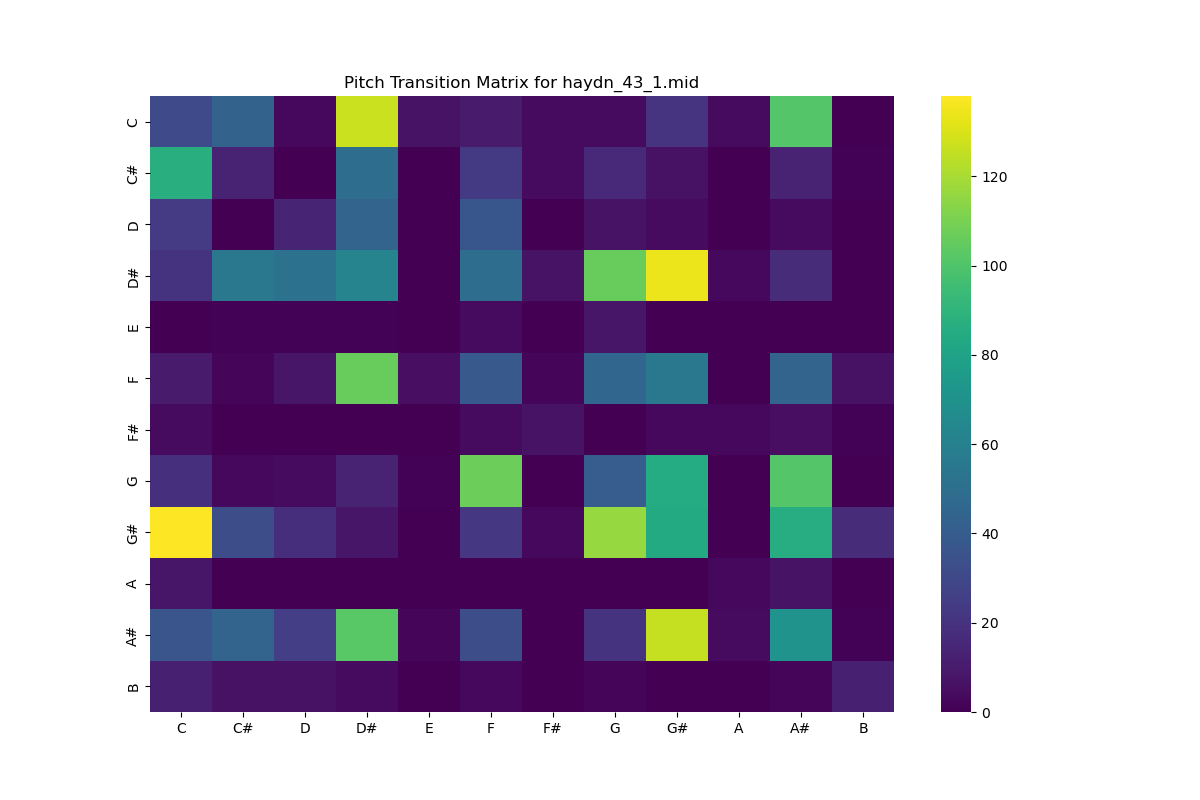 Pitch Transition Matrix for haydn_43_1.mid
C
C#
D
D#
E
F
F#
G
G#
A
A#
B
C C# D D# E F F# G G# A A# B
120
100
80
60
40
20
0